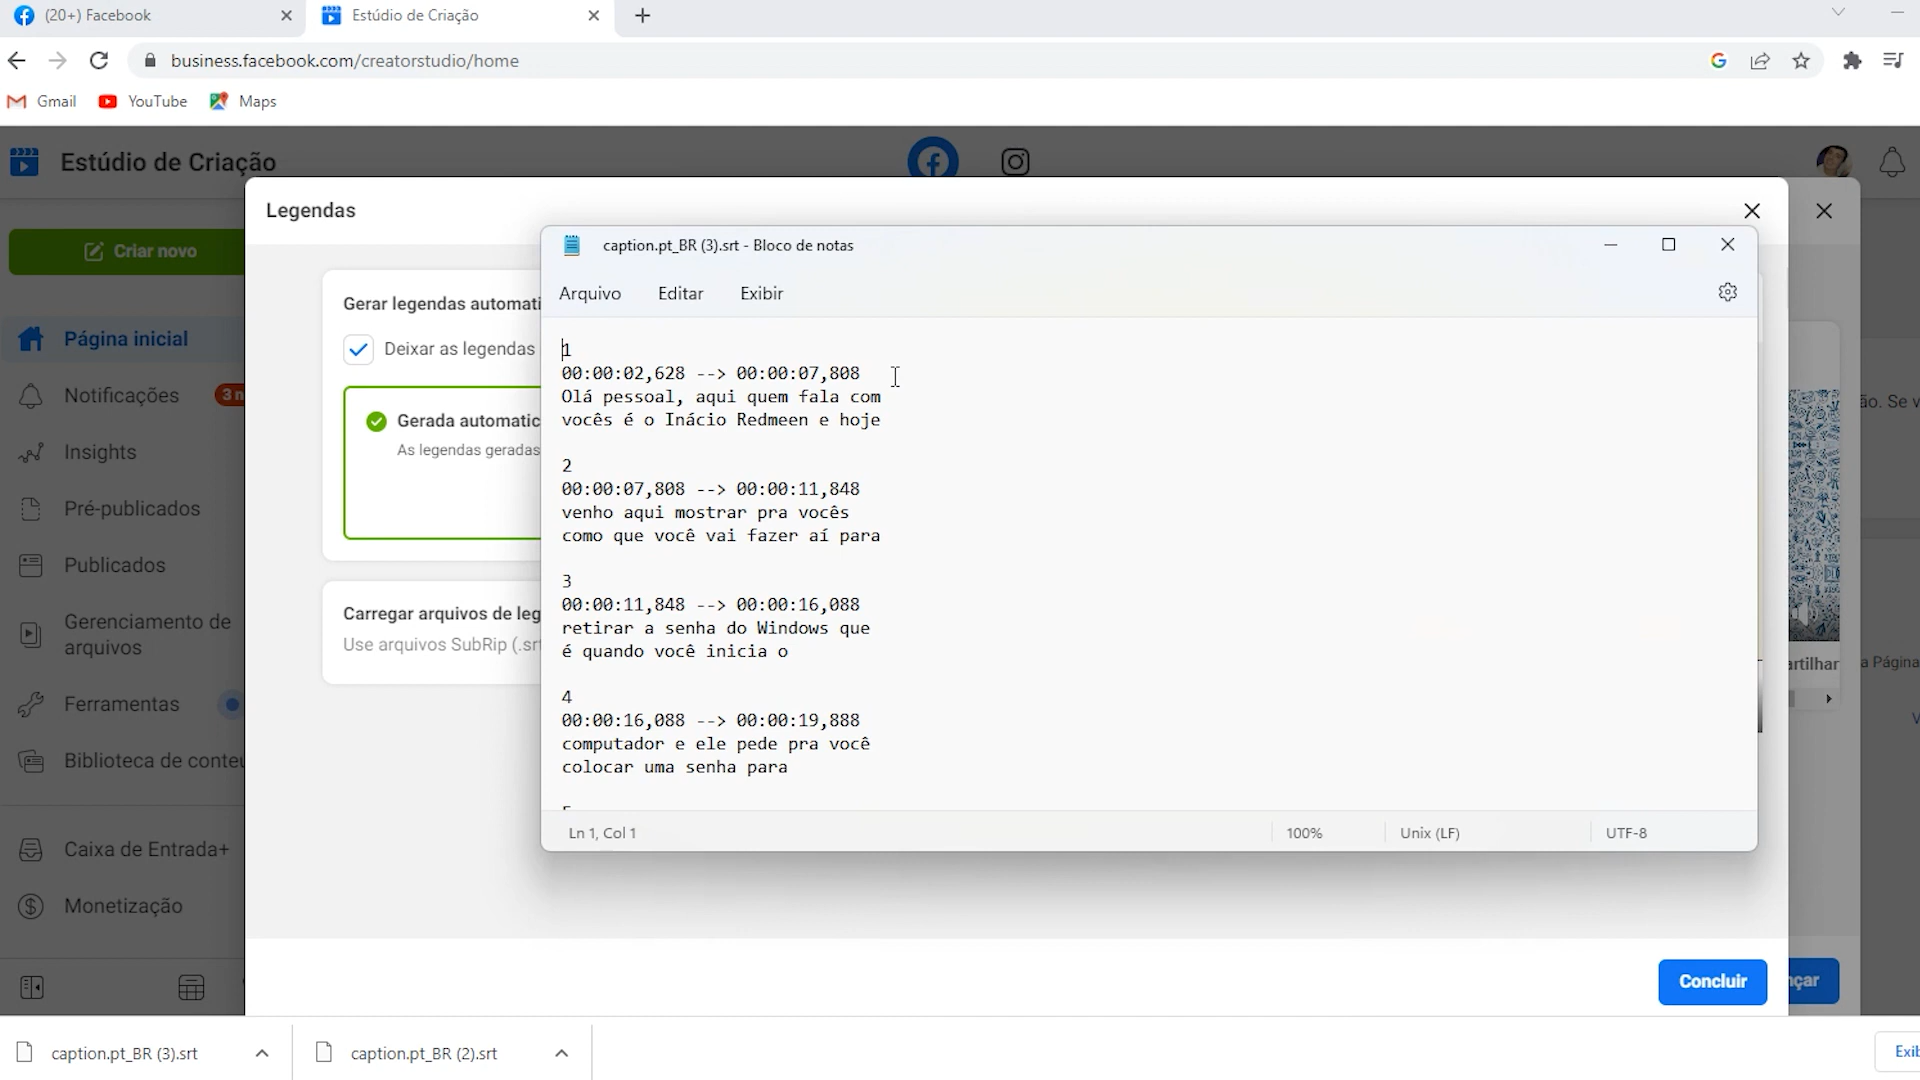 (20+) Facebook
Estúdio de Criação
business.facebook.com/creatorstudio/home
Gmail
YouTube
Maps
Estúdio de Criação
Legendas
Criar novo
Página inicial
Notificações
Insights
Pré-publicados
Publicados
Gerenciamento de
arquivos
Ferramentas
Biblioteca de
Caixa de Entrada+
Monetização
Gerar legendas
Deixar as legendas
Gerada
As legendas geradas
Carregar arquivos de
Use arquivos SubRip
caption.pt_BR (3).srt - Bloco de notas
Arquivo
Editar
Exibir
1
00:00:02,628 --> 00:00:07,808
Olá pessoal, aqui quem fala com
vocês é o Inácio Redmeen e hoje
2
00:00:07,808 --> 00:00:11,848
venho aqui mostrar pra vocês
como que você vai fazer aí para
3
00:00:11,848 --> 00:00:16,088
retirar a senha do Windows que
é quando você inicia o
4
00:00:16,088 --> 00:00:19,888
computador e ele pede pra você
colocar uma senha para
Ln 1, Col 1
100%
Unix (LF)
UTF-8
ão. Se v
artilhar
a Página
Concluir
çar
caption.pt_BR (3).srt
caption.pt_BR (2).srt
Exib